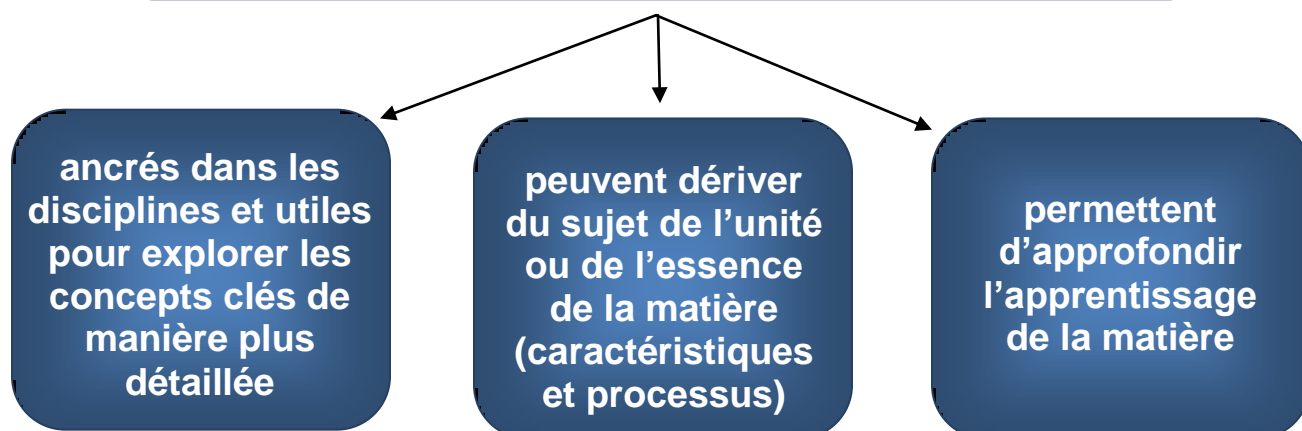 ancrés dans les
disciplines et utiles
pour explorer les
concepts clés de
manière plus
détaillée
peuvent dériver
du sujet de l’unité
ou de l’essence
de la matière
(caractéristiques
et processus)
permettent
d’approfondir
l’apprentissage
de la matière